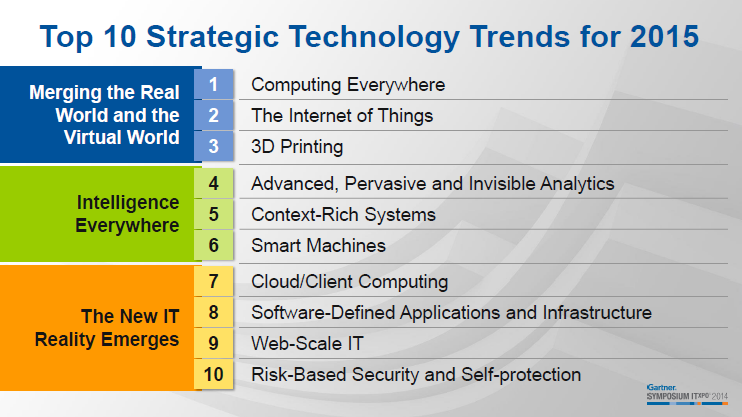 Top 10 Strategic Technology Trends for 2015
Merging the Real
World and the
Virtual World
1 Computing Everywhere
2 The Internet of Things
3 3D Printing
Intelligence
Everywhere
4 Advanced, Pervasive and Invisible Analytics
5 Context-Rich Systems
6 Smart Machines
The New IT
Reality Emerges
7 Cloud/Client Computing
8 Software-Defined Applications and Infrastructure
9 Web-Scale IT
10 Risk-Based Security and Self-protection
Gartner
SYMPOSIUM ITXPO 2014